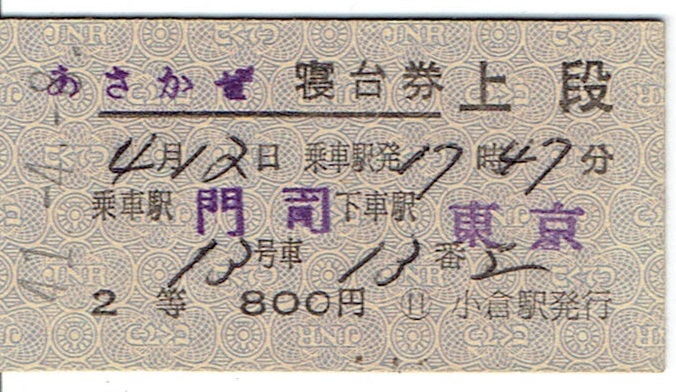 あさかぜ 寝台券 上段
4月12日 乗車駅発17時47分
乗車駅 門司 下車駅 東京
13号車 13番上
2等 800円 小倉駅発行